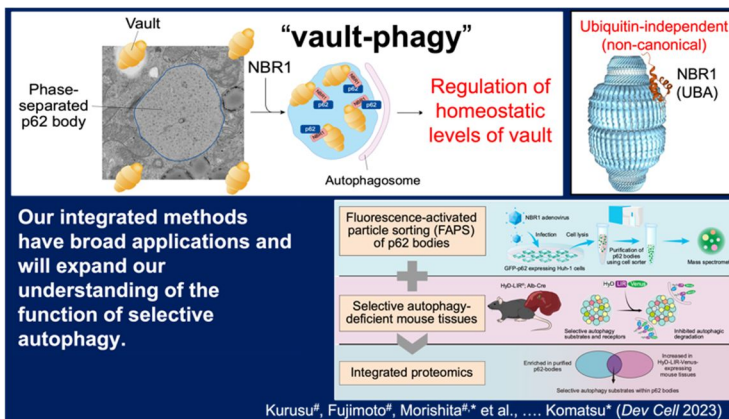 Vault
"vault-phagy"
Phase-
separated
p62 body
NBR1
p62
p62
p62
p62
Autophagosome
Regulation of
homeostatic
levels of vault
Ubiquitin-independent
(non-canonical)
NBR1
(UBA)
Our integrated methods
have broad applications and
will expand our
understanding of the
function of selective
autophagy.
Fluorescence-activated
particle sorting (FAPS)
of p62 bodies
NBR1 adenovirus
Infection
Cell lysis
GFP-p62 expressing Huh-1 cells
Purification of
p62 bodies
using cell sorter
Mass spectrometry
Selective autophagy-
deficient mouse tissues
HyD-LIR
; Alb-Cre
HyD LIR Venus
Selective autophagy
substrates and receptors
Inhibited autophagic
degradation
Integrated proteomics
Enriched in purified
p62-bodies
Increased in
HyD-LIR-Venus-
expressing
mouse tissues
Selective autophagy substrates within p62 bodies
Kurusu#, Fujimoto#, Morishita#,* et al., .... Komatsu* (Dev Cell 2023)